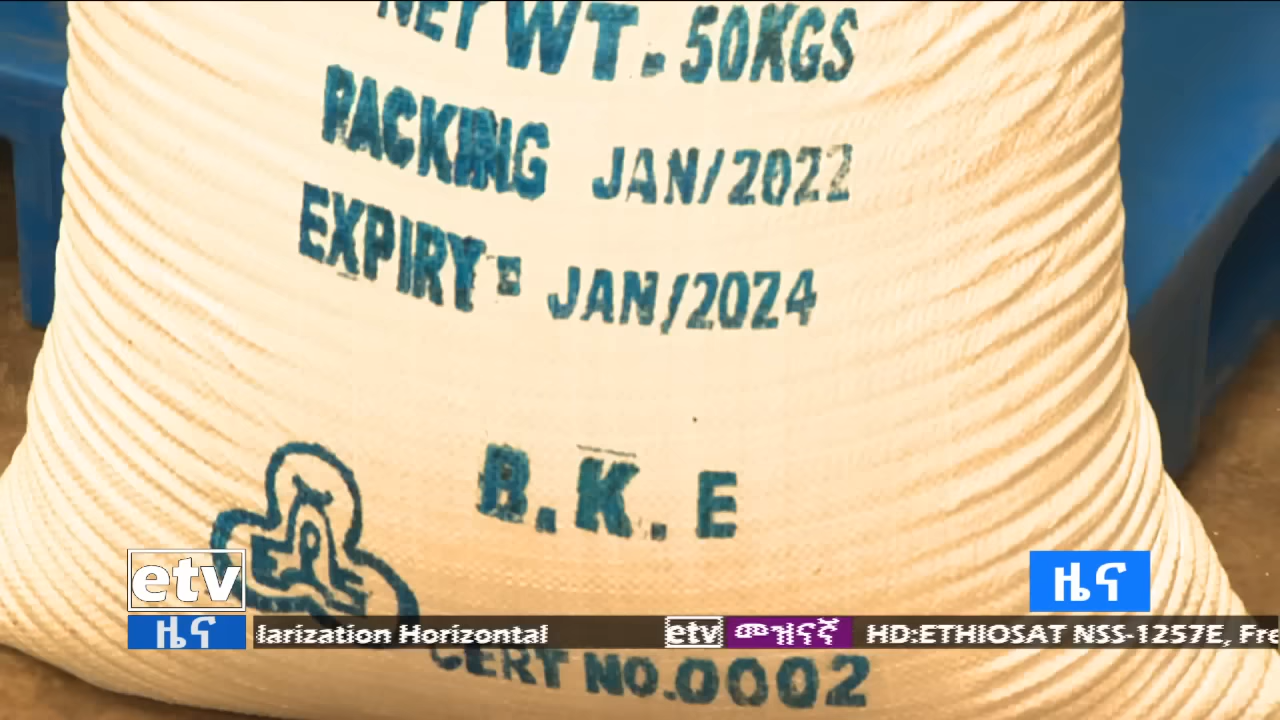 NET WT. 50KGS
PACKING JAN/2022
EXPIRY= JAN/2024
B.K.E
etv
ዜና
ዜና
larization Horizontal etv መዝናኛ HD:ETHIOSAT NSS-1257E, Fre
CERT NO.0002